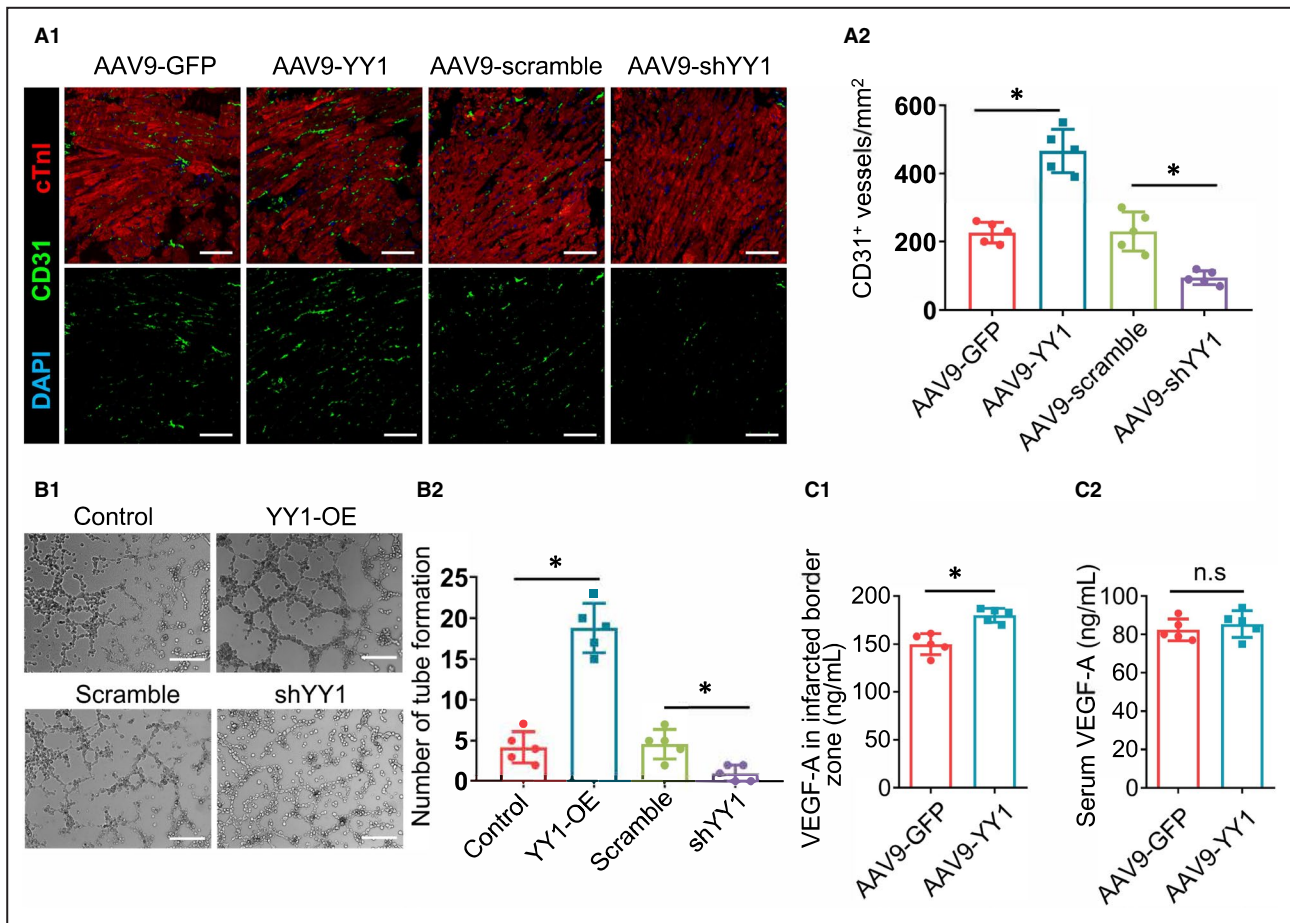 A1
AAV9-GFP
AAV9-YY1
AAV9-scramble
AAV9-shYY1
cTnI
CD31
DAPI
A2
CD31+ vessels/mm2
600
400
200
0
*
*
AAV9-GFP
AAV9-YY1
AAV9-scramble
AAV9-shYY1
B1
Control
YY1-OE
Scramble
shYY1
B2
Number of tube formation
25
20
15
10
5
0
*
*
Control
YY1-OE
Scramble
shYY1
C1
VEGF-A in infarcted border
zone (ng/mL)
200
150
100
50
0
*
AAV9-GFP
AAV9-YY1
C2
Serum VEGF-A (ng/mL)
100
80
60
40
20
0
n.s
AAV9-GFP
AAV9-YY1